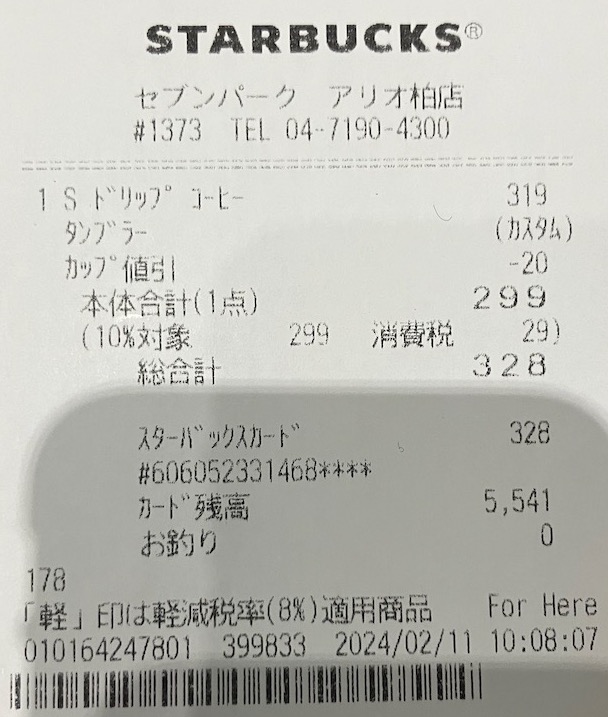 STARBUCKS®
セブンパーク アリオ柏店
#1373 TEL 04-7190-4300
1 S ﾄﾞﾘｯﾌﾟ ｺｰﾋｰ 319
ﾀﾝﾌﾞﾗｰ (ｶｽﾀﾑ)
ｶｯﾌﾟ値引 -20
本体合計(1点) 299
(10%対象 299 消費税 29)
総合計 328
ｽﾀｰﾊﾞｯｸｽｶｰﾄﾞ 328
#606052331468****
ｶｰﾄﾞ残高 5,541
お釣り 0
178
「軽」印は軽減税率(8%)適用商品 For Here
010164247801 399833 2024/02/11 10:08:07